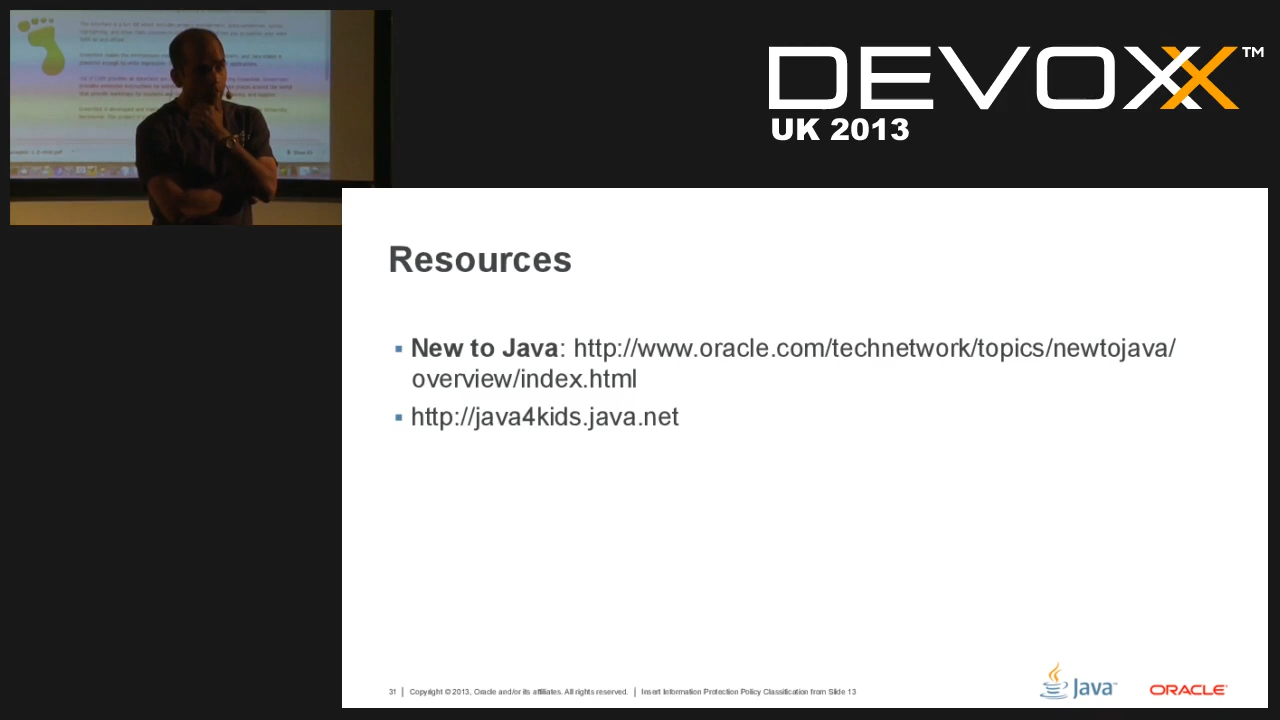 DEVOXX™
UK 2013
Resources
▪ New to Java: http://www.oracle.com/technetwork/topics/newtojava/
overview/index.html
▪ http://java4kids.java.net
31 | Copyright © 2013, Oracle and/or its affiliates. All rights reserved. | Insert Information Protection Policy Classification from Slide 13
Java™
ORACLE